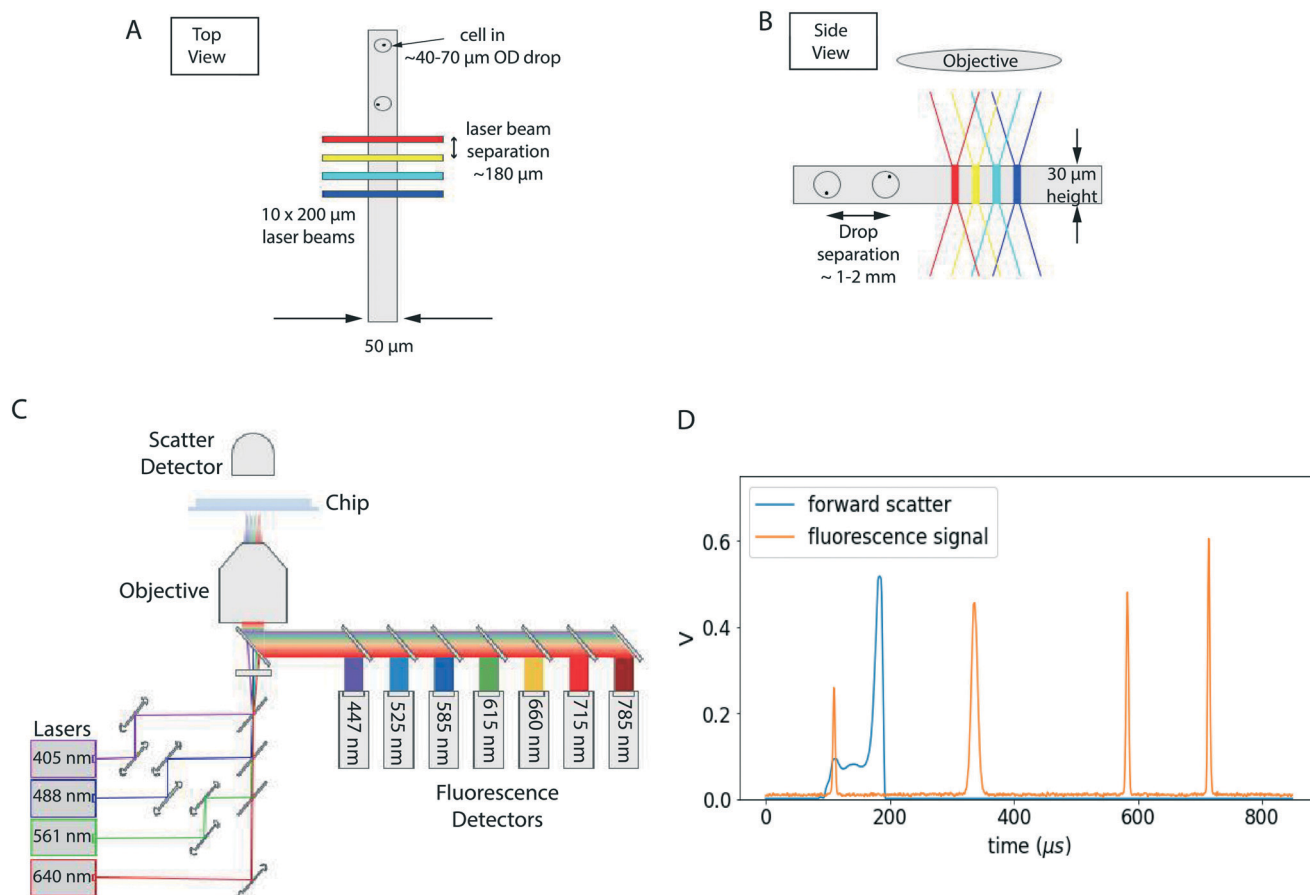 A
Top
View
cell in
~40-70 µm OD drop
laser beam
separation
~180 µm
10 x 200 µm
laser beams
50 µm
B
Side
View
Objective
30 µm
height
Drop
separation
~ 1-2 mm
C
Scatter
Detector
Chip
Objective
Lasers
405 nm
488 nm
561 nm
640 nm
447 nm
525 nm
585 nm
615 nm
660 nm
715 nm
785 nm
Fluorescence
Detectors
D
forward scatter
fluorescence signal
V
0.6
0.4
0.2
0.0
0
200
400
600
800
time (µs)